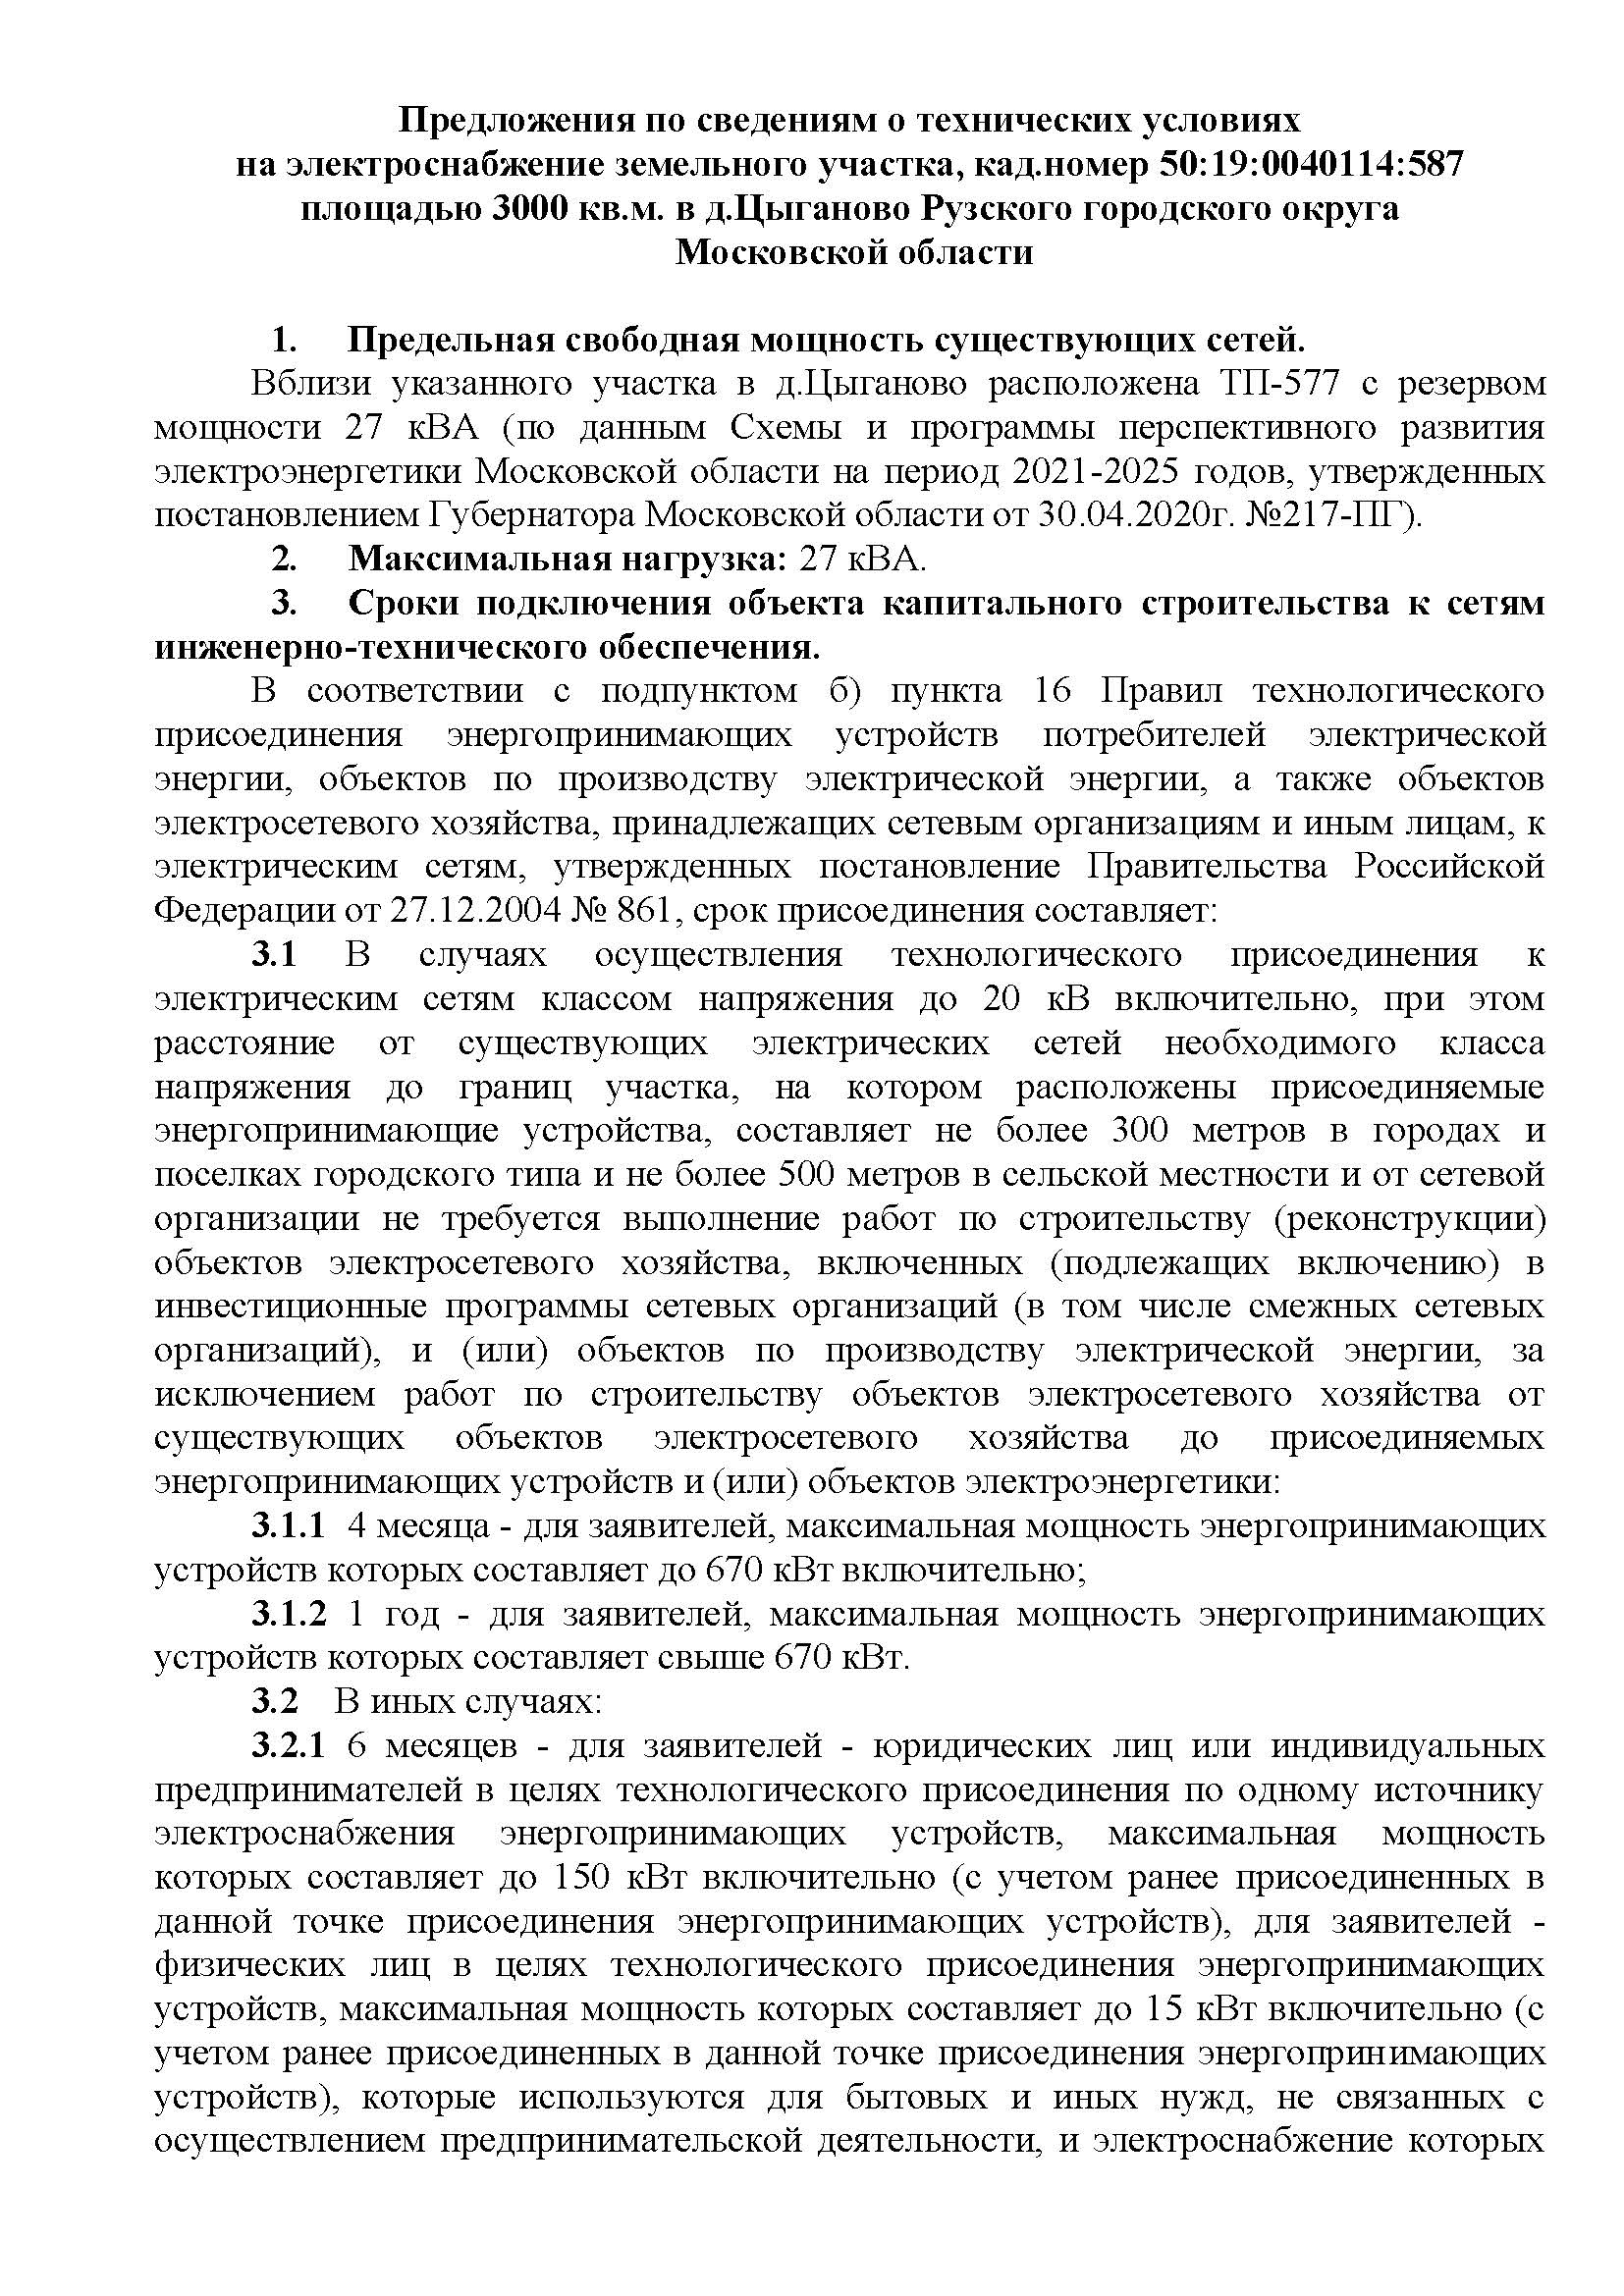 Предложения по сведениям о технических условиях
на электроснабжение земельного участка, кад.номер 50:19:0040114:587
площадью 3000 кв.м. в д.Цыганово Рузского городского округа
Московской области
1. Предельная свободная мощность существующих сетей.
Вблизи указанного участка в д.Цыганово расположена ТП-577 с резервом
мощности 27 кВА (по данным Схемы и программы перспективного развития
электроэнергетики Московской области на период 2021-2025 годов, утвержденных
постановлением Губернатора Московской области от 30.04.2020г. №217-ПГ).
2. Максимальная нагрузка: 27 кВА.
3. Сроки подключения объекта капитального строительства к сетям
инженерно-технического обеспечения.
В соответствии с подпунктом б) пункта 16 Правил технологического
присоединения энергопринимающих устройств потребителей электрической
энергии, объектов по производству электрической энергии, а также объектов
электросетевого хозяйства, принадлежащих сетевым организациям и иным лицам, к
электрическим сетям, утвержденных постановление Правительства Российской
Федерации от 27.12.2004 № 861, срок присоединения составляет:
3.1 В случаях осуществления технологического присоединения к
электрическим сетям классом напряжения до 20 кВ включительно, при этом
расстояние от существующих электрических сетей необходимого класса
напряжения до границ участка, на котором расположены присоединяемые
энергопринимающие устройства, составляет не более 300 метров в городах и
поселках городского типа и не более 500 метров в сельской местности и от сетевой
организации не требуется выполнение работ по строительству (реконструкции)
объектов электросетевого хозяйства, включенных (подлежащих включению) в
инвестиционные программы сетевых организаций (в том числе смежных сетевых
организаций), и (или) объектов по производству электрической энергии, за
исключением работ по строительству объектов электросетевого хозяйства от
существующих объектов электросетевого хозяйства до присоединяемых
энергопринимающих устройств и (или) объектов электроэнергетики:
3.1.1 4 месяца - для заявителей, максимальная мощность энергопринимающих
устройств которых составляет до 670 кВт включительно;
3.1.2 1 год - для заявителей, максимальная мощность энергопринимающих
устройств которых составляет свыше 670 кВт.
3.2 В иных случаях:
3.2.1 6 месяцев - для заявителей - юридических лиц или индивидуальных
предпринимателей в целях технологического присоединения по одному источнику
электроснабжения энергопринимающих устройств, максимальная мощность
которых составляет до 150 кВт включительно (с учетом ранее присоединенных в
данной точке присоединения энергопринимающих устройств), для заявителей -
физических лиц в целях технологического присоединения энергопринимающих
устройств, максимальная мощность которых составляет до 15 кВт включительно (с
учетом ранее присоединенных в данной точке присоединения энергопринимающих
устройств), которые используются для бытовых и иных нужд, не связанных с
осуществлением предпринимательской деятельности, и электроснабжение которых